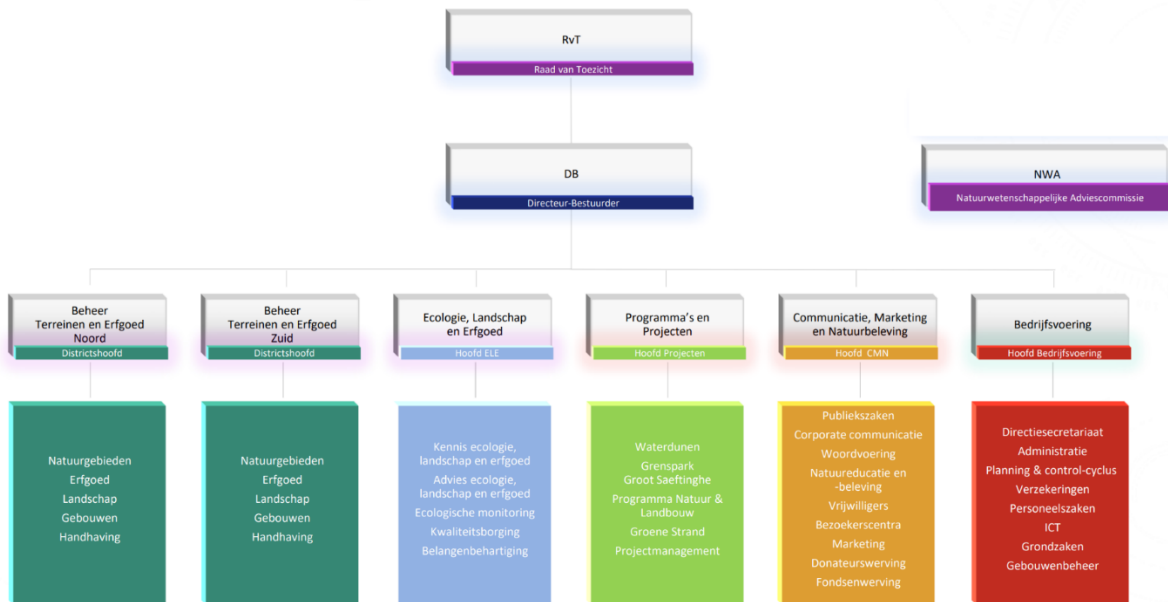 RvT
Raad van Toezicht
DB
Directeur-Bestuurder
NWA
Natuurwetenschappelijke Adviescommissie
Beheer
Terreinen en Erfgoed
Noord
Districtshoofd
Beheer
Terreinen en Erfgoed
Zuid
Districtshoofd
Ecologie, Landschap
en Erfgoed
Hoofd ELE
Programma's en
Projecten
Hoofd Projecten
Communicatie, Marketing
en Natuurbeleving
Hoofd CMN
Bedrijfsvoering
Hoofd Bedrijfsvoering
Natuurgebieden
Erfgoed
Landschap
Gebouwen
Handhaving
Natuurgebieden
Erfgoed
Landschap
Gebouwen
Handhaving
Kennis ecologie,
landschap en erfgoed
Advies ecologie,
landschap en erfgoed
Ecologische monitoring
Kwaliteitsborging
Belangenbehartiging
Waterdunen
Grenspark
Groot Saeftinghe
Programma Natuur &
Landbouw
Groene Strand
Projectmanagement
Publiekszaken
Corporate communicatie
Woordvoering
Natuureducatie en
-beleving
Vrijwilligers
Bezoekerscentra
Marketing
Donateurswerving
Fondsenwerving
Directiesecretariaat
Administratie
Planning & control-cyclus
Verzekeringen
Personeelszaken
ICT
Grondzaken
Gebouwenbeheer